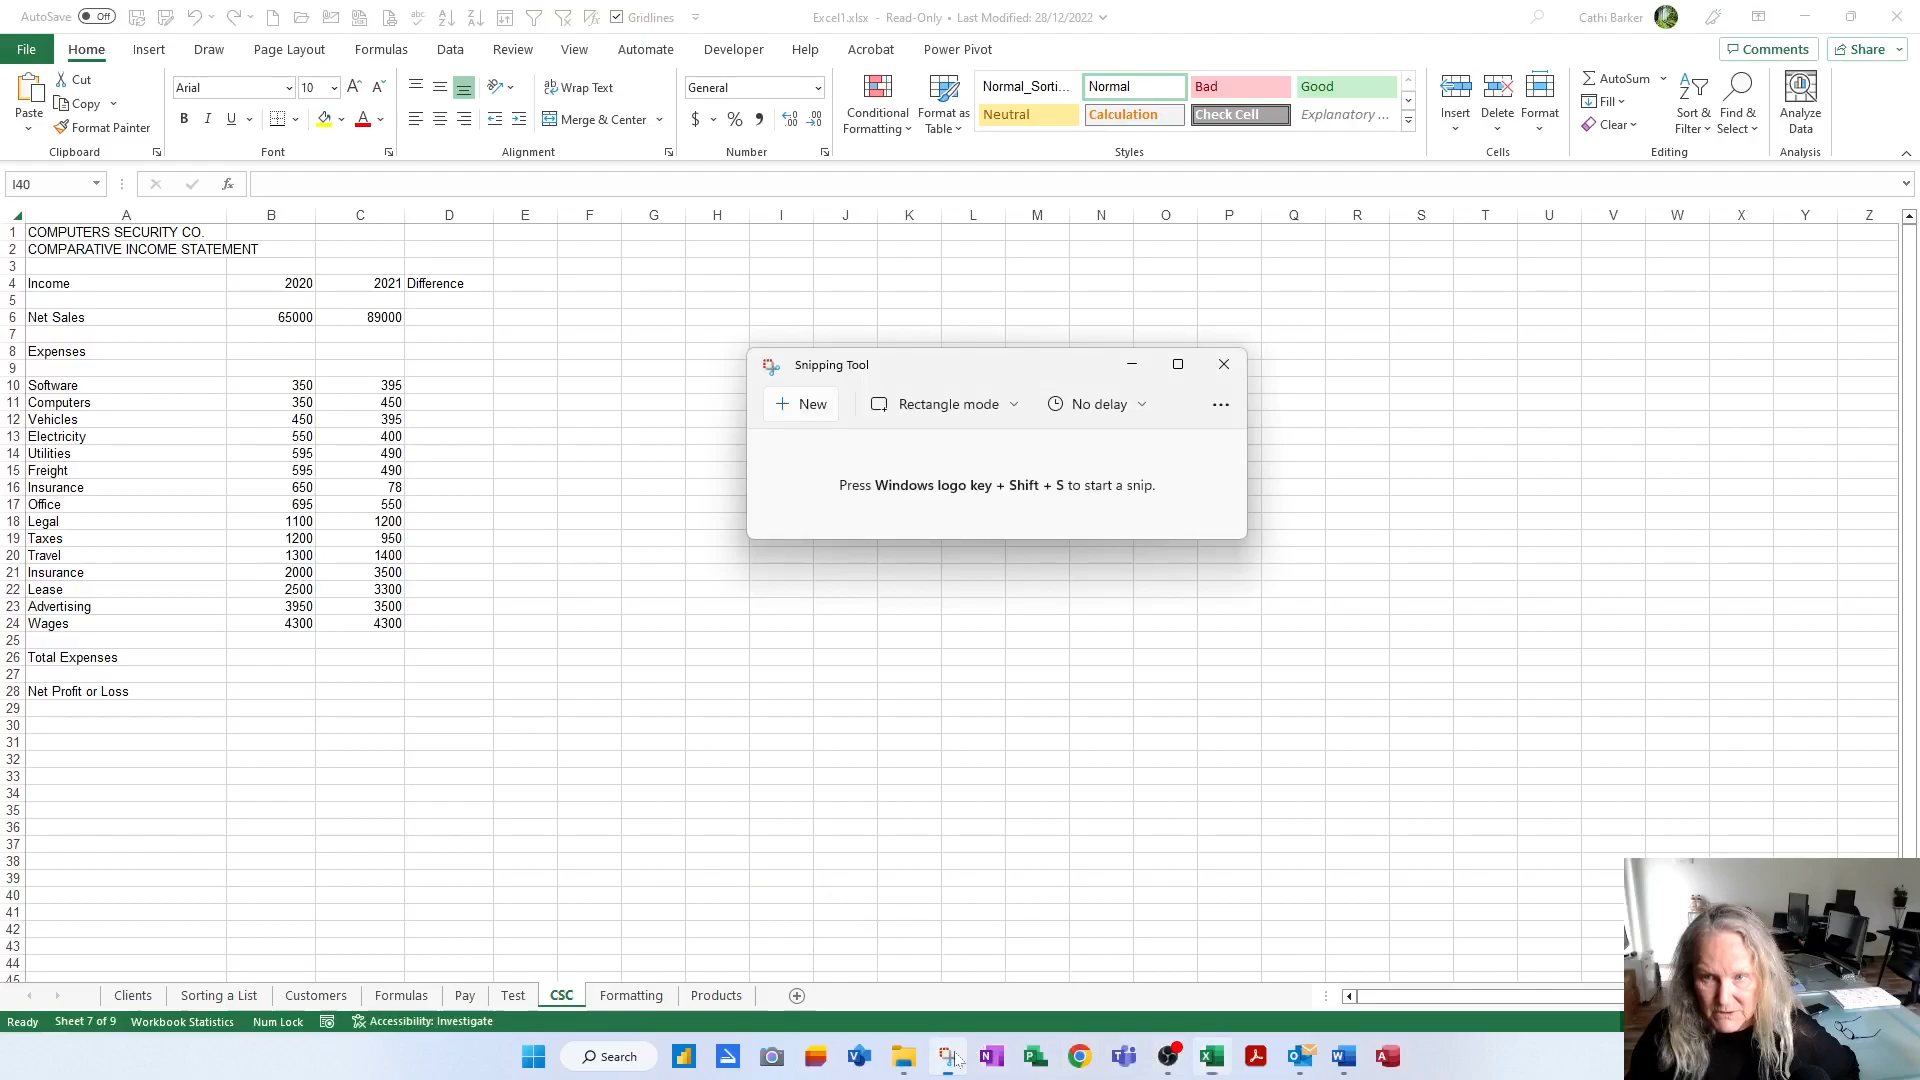 AutoSave Off Gridlines Excel1.xlsx - Read-Only • Last Modified: 28/12/2022 Cathi Barker
File Home Insert Draw Page Layout Formulas Data Review View Automate Developer Help Acrobat Power Pivot Comments Share
Cut
Copy
Format Painter
Paste
Clipboard
Arial 10
B I U
Font
Wrap Text
Merge & Center
Alignment
General
$ % 9
Number
Conditional Formatting
Format as Table
Normal_Sorti... Normal Bad Good
Neutral Calculation Check Cell Explanatory ...
Styles
Insert Delete Format
Cells
AutoSum
Fill
Clear
Sort & Filter
Find & Select
Editing
Analyze Data
Analysis
I40 fx
A B C D E F G H I J K L M N O P Q R S T U V W X Y Z
1 COMPUTERS SECURITY CO.
2 COMPARATIVE INCOME STATEMENT
3
4 Income 2020 2021 Difference
5
6 Net Sales 65000 89000
7
8 Expenses
9
10 Software 350 395
11 Computers 350 450
12 Vehicles 450 395
13 Electricity 550 400
14 Utilities 595 490
15 Freight 595 490
16 Insurance 650 78
17 Office 695 550
18 Legal 1100 1200
19 Taxes 1200 950
20 Travel 1300 1400
21 Insurance 2000 3500
22 Lease 2500 3300
23 Advertising 3950 3500
24 Wages 4300 4300
25
26 Total Expenses
27
28 Net Profit or Loss
29
30
31
32
33
34
35
36
37
38
39
40
41
42
43
44
45
Snipping Tool
New Rectangle mode No delay ...
Press Windows logo key + Shift + S to start a snip.
Clients Sorting a List Customers Formulas Pay Test CSC Formatting Products
Ready Sheet 7 of 9 Workbook Statistics Num Lock Accessibility: Investigate
Search